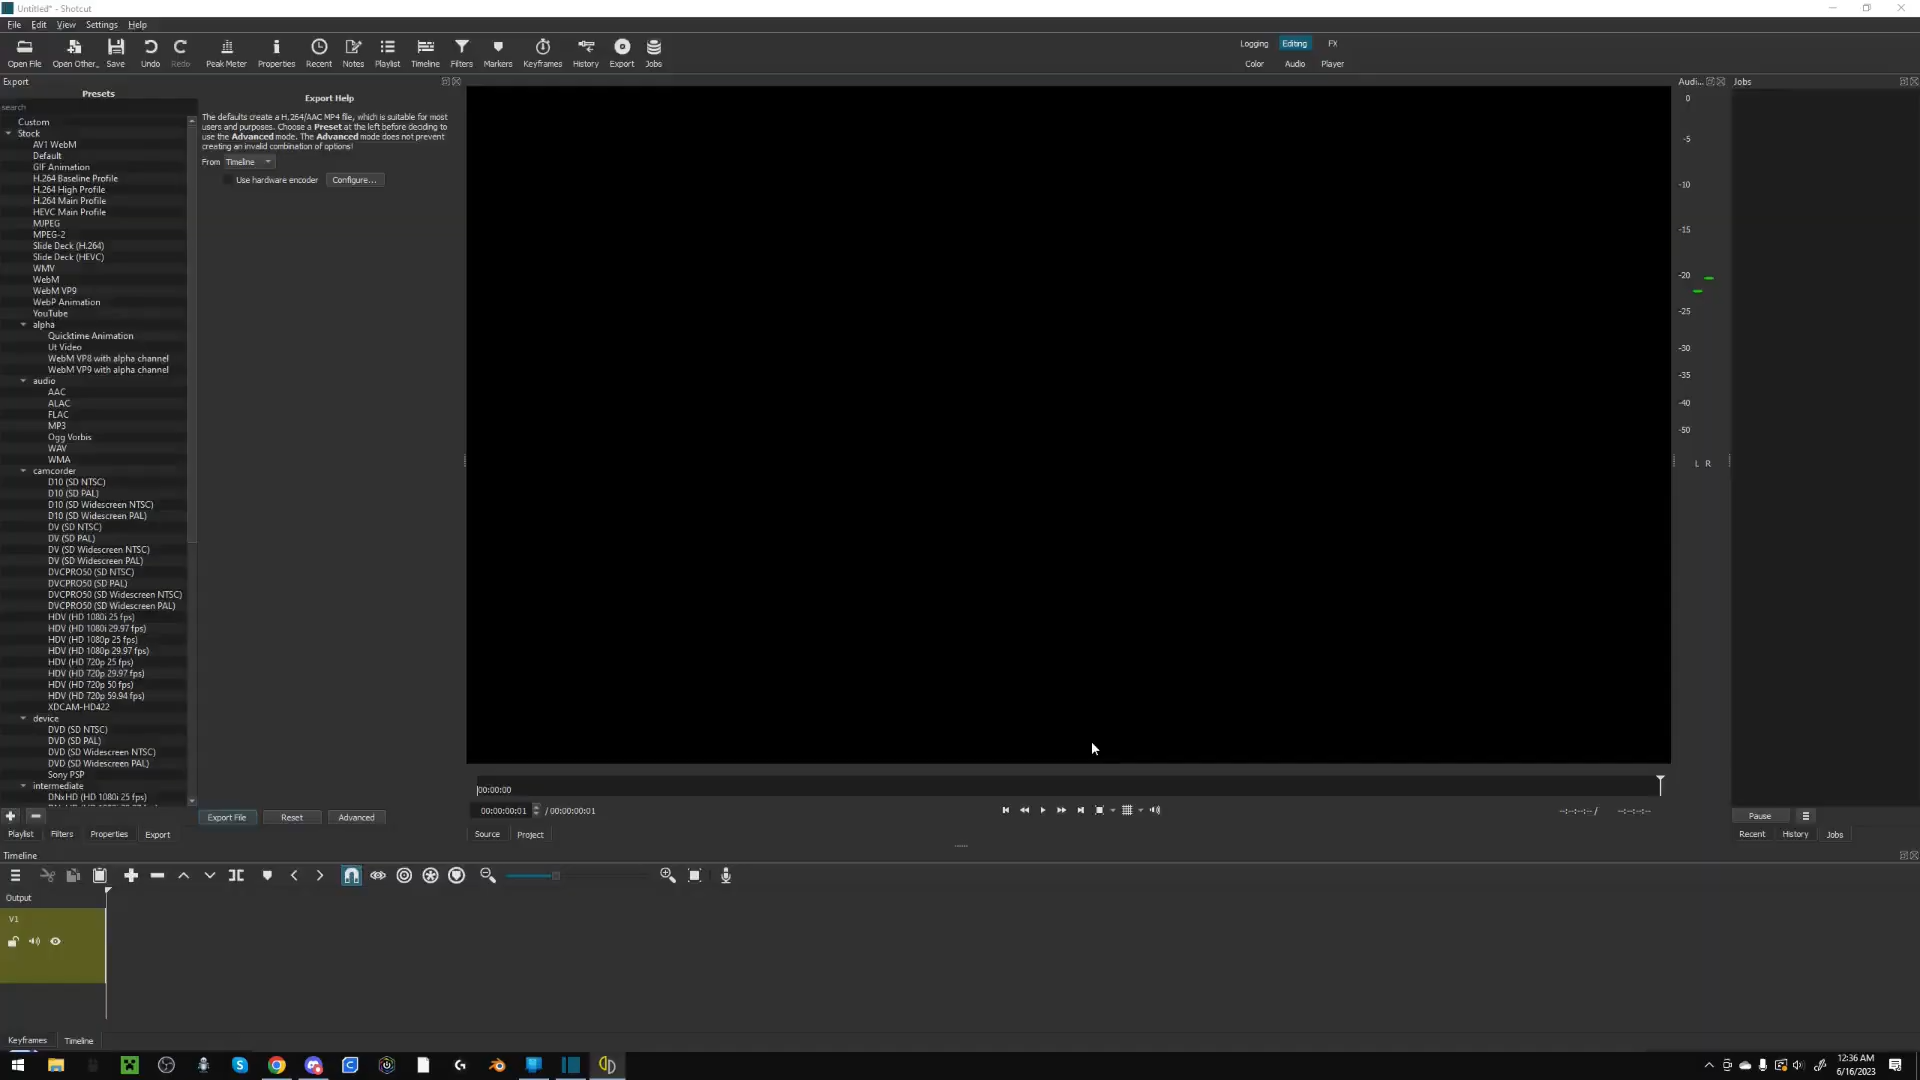 Untitled* - Shotcut
File Edit View Settings Help
Open File Open Other.. Save Undo Redo Peak Meter Properties Recent Notes Playlist Timeline Filters Markers Keyframes History Export Jobs
Logging Editing FX
Color Audio Player
Export
Presets
search
Custom
Stock
AV1 WebM
Default
GIF Animation
H.264 Baseline Profile
H.264 High Profile
H.264 Main Profile
HEVC Main Profile
MJPEG
MPEG-2
Slide Deck (H.264)
Slide Deck (HEVC)
WMV
WebM
WebM VP9
WebP Animation
YouTube
alpha
Quicktime Animation
Ut Video
WebM VP8 with alpha channel
WebM VP9 with alpha channel
audio
AAC
ALAC
FLAC
MP3
Ogg Vorbis
WAV
WMA
camcorder
D10 (SD NTSC)
D10 (SD PAL)
D10 (SD Widescreen NTSC)
D10 (SD Widescreen PAL)
DV (SD NTSC)
DV (SD PAL)
DV (SD Widescreen NTSC)
DV (SD Widescreen PAL)
DVCPRO50 (SD NTSC)
DVCPRO50 (SD PAL)
DVCPRO50 (SD Widescreen NTSC)
DVCPRO50 (SD Widescreen PAL)
HDV (HD 1080i 25 fps)
HDV (HD 1080i 29.97 fps)
HDV (HD 1080p 25 fps)
HDV (HD 1080p 29.97 fps)
HDV (HD 720p 25 fps)
HDV (HD 720p 29.97 fps)
HDV (HD 720p 50 fps)
HDV (HD 720p 59.94 fps)
XDCAM-HD422
device
DVD (SD NTSC)
DVD (SD PAL)
DVD (SD Widescreen NTSC)
DVD (SD Widescreen PAL)
Sony PSP
intermediate
DNxHD (HD 1080i 25 fps)
Export Help
The defaults create a H.264/AAC MP4 file, which is suitable for most
users and purposes. Choose a Preset at the left before deciding to
use the Advanced mode. The Advanced mode does not prevent
creating an invalid combination of options!
From Timeline
Use hardware encoder Configure...
Export File Reset Advanced
Playlist Filters Properties Export
00:00:00
00:00:00:01 / 00:00:00:01
--:--:--:-- / --:--:--:--
Source Project
Audi...
0
-5
-10
-15
-20
-25
-30
-35
-40
-50
L R
Jobs
Pause
Recent History Jobs
Timeline
Output
V1
Keyframes Timeline
12:36 AM
6/16/2023